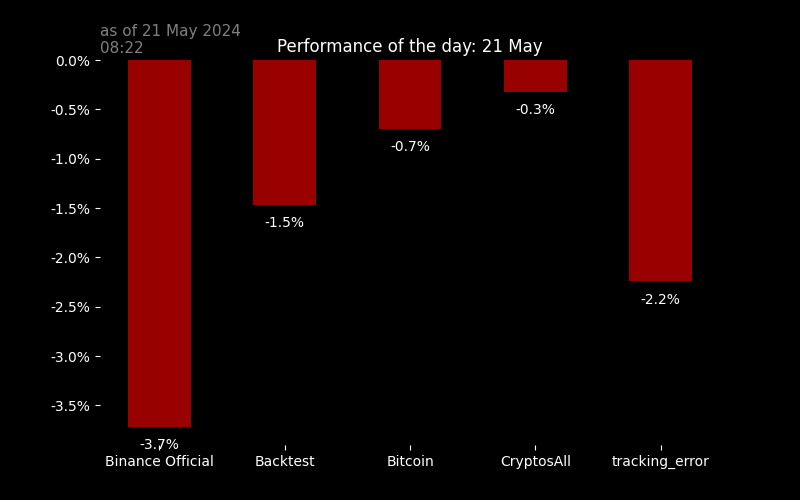 as of 21 May 2024
08:22
Performance of the day: 21 May
0.0%
-0.5%
-1.0%
-1.5%
-2.0%
-2.5%
-3.0%
-3.5%
-3.7%
-1.5%
-0.7%
-0.3%
-2.2%
Binance Official
Backtest
Bitcoin
CryptosAll
tracking_error